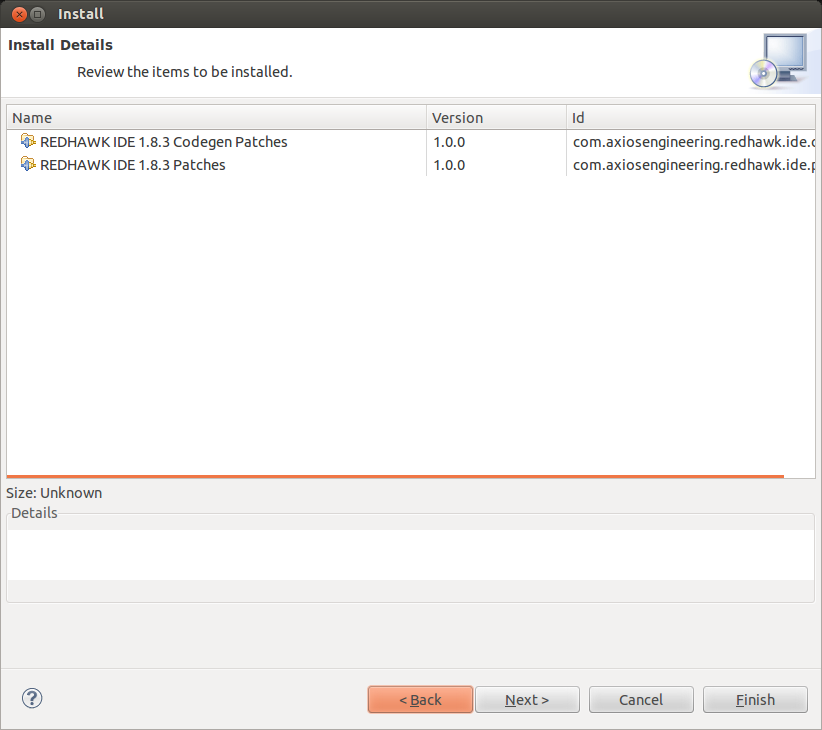 Install
Install Details
Review the items to be installed.
Name Version Id
REDHAWK IDE 1.8.3 Codegen Patches 1.0.0 com.axiosengineering.redhawk.ide.c
REDHAWK IDE 1.8.3 Patches 1.0.0 com.axiosengineering.redhawk.ide.p
Size: Unknown
Details
? < Back Next > Cancel Finish